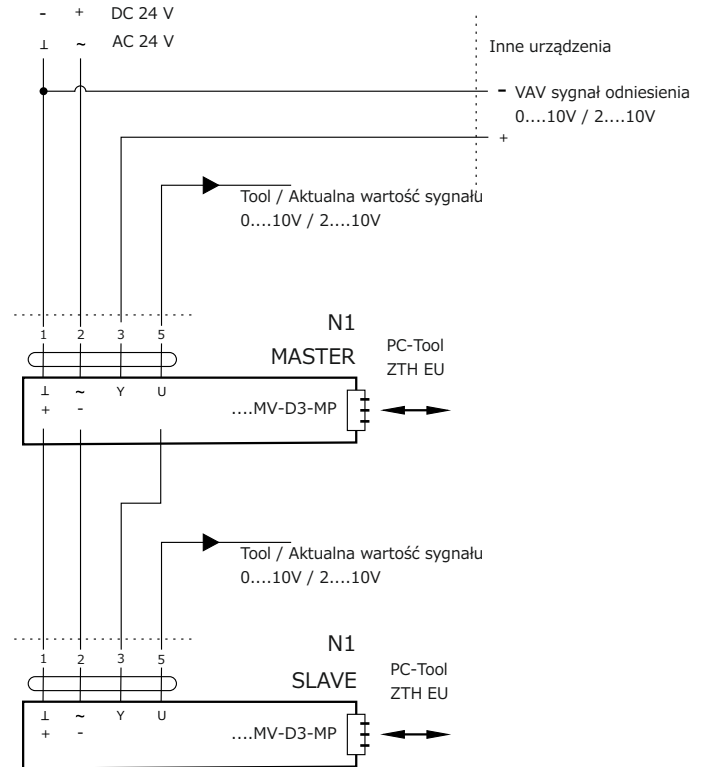 - + DC 24 V
⊥ ~ AC 24 V
Inne urządzenia
- VAV sygnał odniesienia
0....10V / 2....10V
+
Tool / Aktualna wartość sygnału
0....10V / 2....10V
N1
1 2 3 5
MASTER
PC-Tool
ZTH EU
⊥ ~ Y U
+ -
....MV-D3-MP
Tool / Aktualna wartość sygnału
0....10V / 2....10V
N1
1 2 3 5
SLAVE
PC-Tool
ZTH EU
⊥ ~ Y U
+ -
....MV-D3-MP